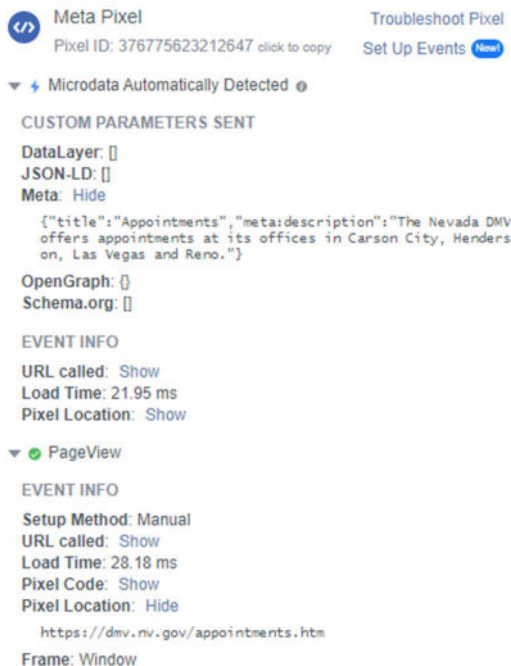 Meta Pixel
Troubleshoot Pixel
Pixel ID: 376775623212647 click to copy
Set Up Events New!
Microdata Automatically Detected
CUSTOM PARAMETERS SENT
DataLayer: []
JSON-LD: []
Meta: Hide
{"title":"Appointments","meta:description":"The Nevada DMV
offers appointments at its offices in Carson City, Henders
on, Las Vegas and Reno."}
OpenGraph: {}
Schema.org: []
EVENT INFO
URL called: Show
Load Time: 21.95 ms
Pixel Location: Show
PageView
EVENT INFO
Setup Method: Manual
URL called: Show
Load Time: 28.18 ms
Pixel Code: Show
Pixel Location: Hide
https://dmv.nv.gov/appointments.htm
Frame: Window